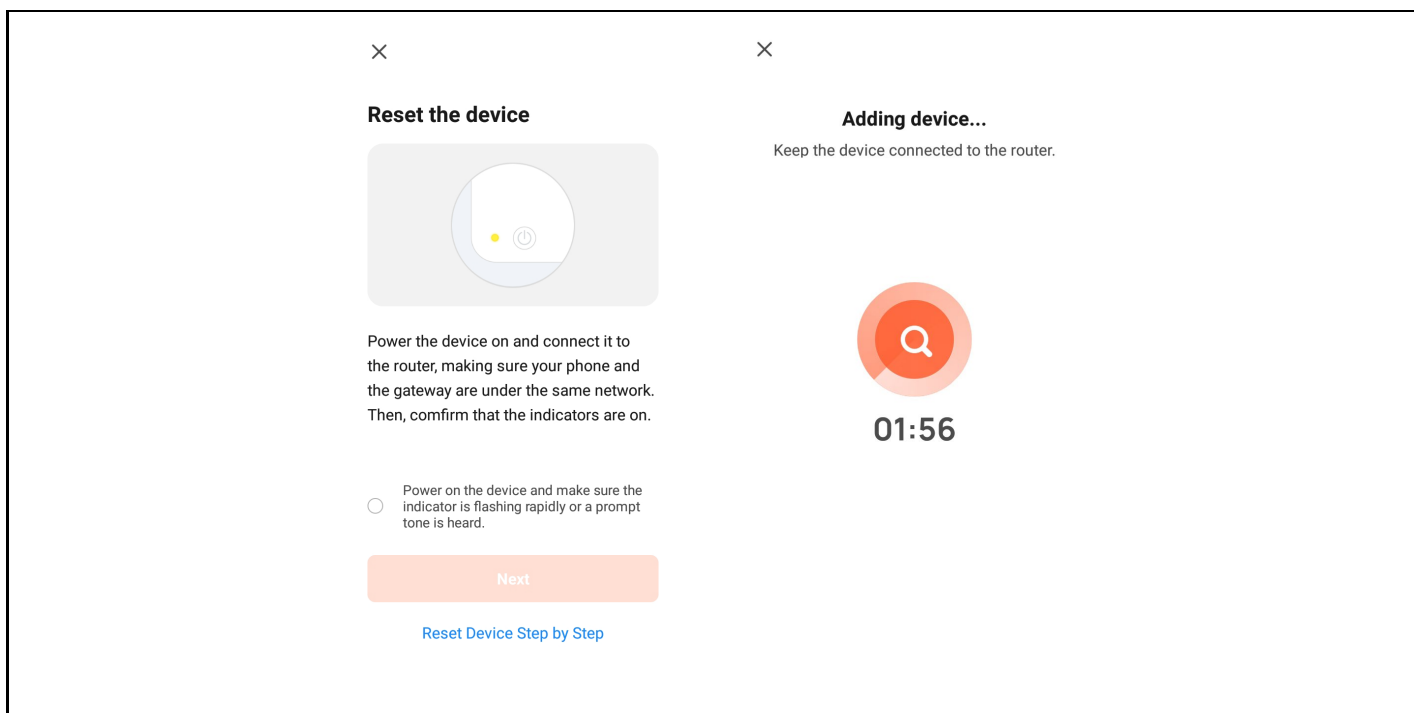 Reset the device
Power the device on and connect it to
the router, making sure your phone and
the gateway are under the same network.
Then, comfirm that the indicators are on.
Power on the device and make sure the
indicator is flashing rapidly or a prompt
tone is heard.
Next
Reset Device Step by Step
Adding device...
Keep the device connected to the router.
01:56